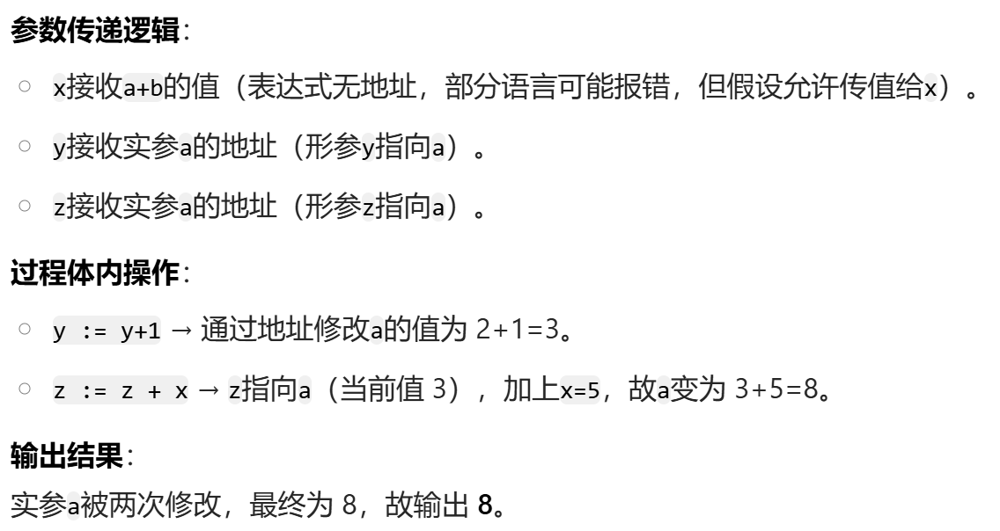 参数传递逻辑：
○ x接收a+b的值（表达式无地址，部分语言可能报错，但假设允许传值给x）。
○ y接收实参a的地址（形参y指向a）。
○ z接收实参a的地址（形参z指向a）。
过程体内操作：
○ y := y+1 → 通过地址修改a的值为 2+1=3。
○ z := z + x → z指向a（当前值 3），加上x=5，故a变为 3+5=8。
输出结果：
实参a被两次修改，最终为 8，故输出 8。